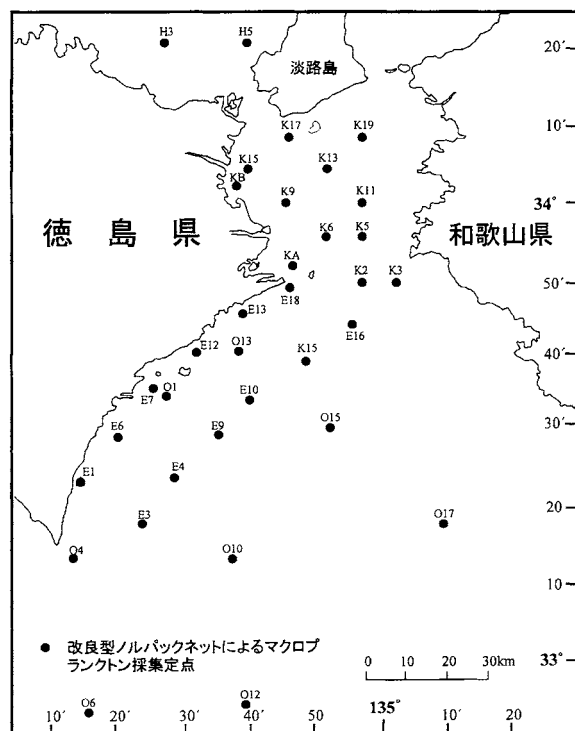 H3
H5
20´
淡路島
10´
K17
K19
K15
K13
KB
K9
K11
34°
徳島県
和歌山県
K6
K5
KA
K2
K3
50´
E18
E13
E16
E12
O13
K15
40´
E7
O1
E10
30´
E6
E9
O15
E1
E4
20
E3
O17
O4
O10
10
● 改良型ノルパックネットによるマクロプ
ランクトン採集定点
33°
0 10 20 30km
O6
O12
10´ 20´ 30´ 40´ 50 135° 10´ 20